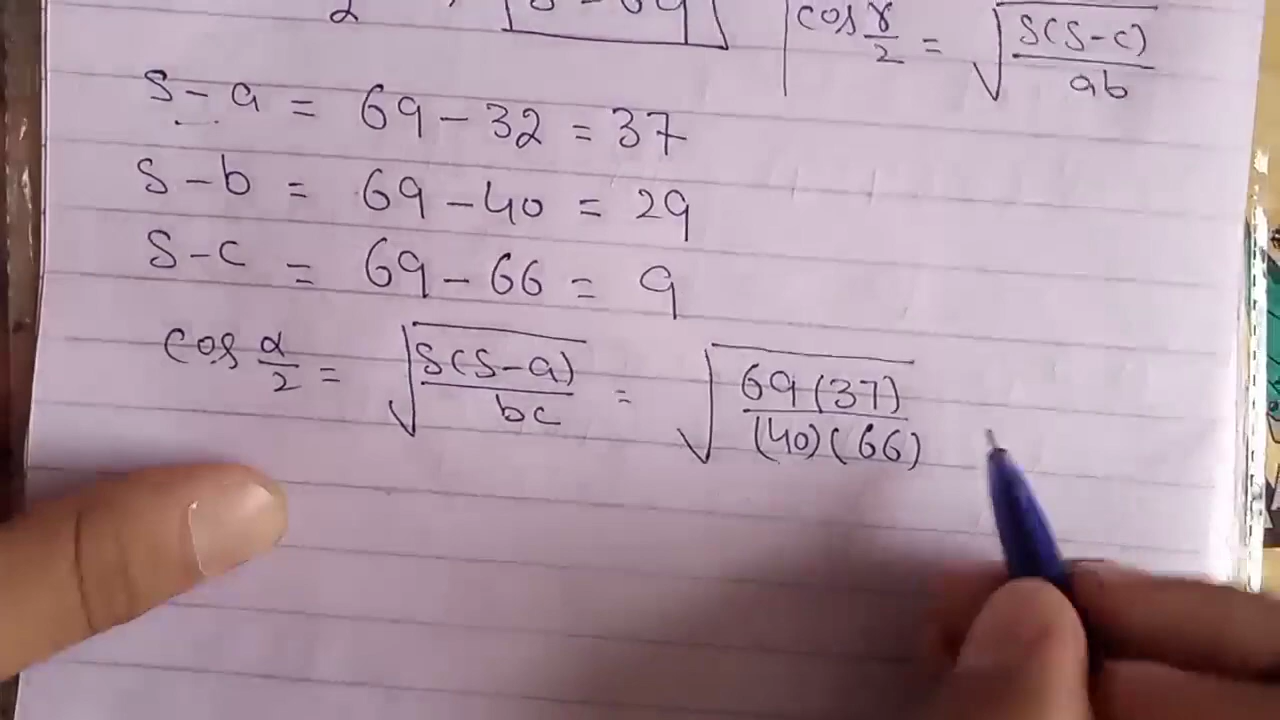 2
cos γ/2 = √(s(s-c)/ab)
s-a = 69-32 = 37
s-b = 69-40 = 29
s-c = 69-66 = 9
cos α/2 = √(s(s-a)/bc) = √(69(37)/(40)(66))